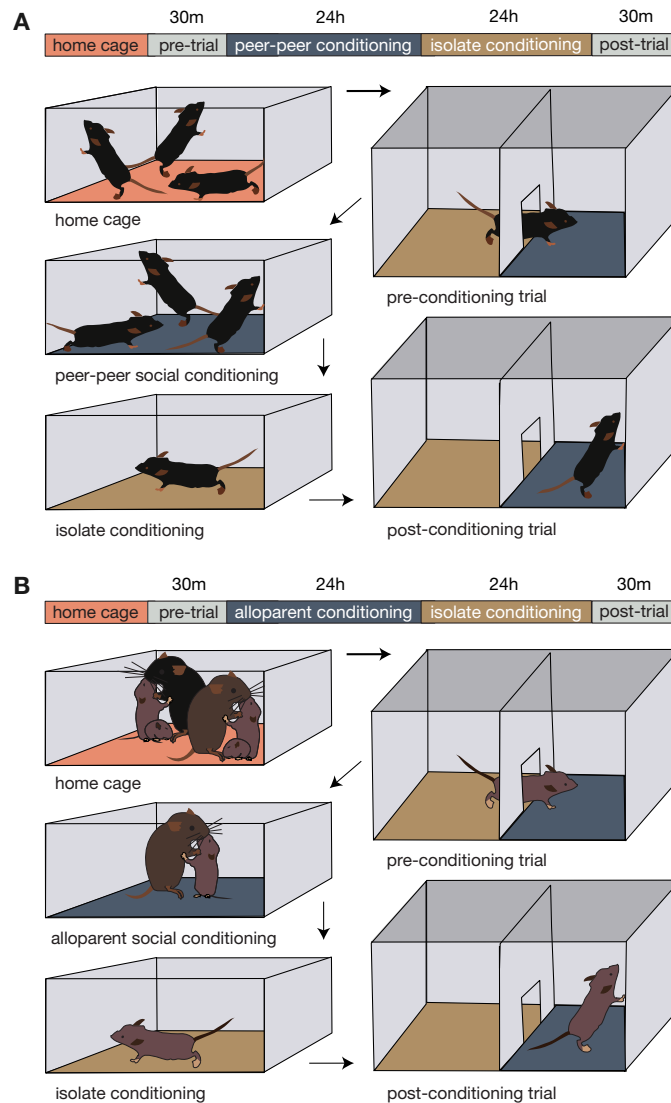 30m 24h 24h 30m
A
home cage pre-trial peer-peer conditioning isolate conditioning post-trial
home cage
pre-conditioning trial
peer-peer social conditioning
isolate conditioning
post-conditioning trial
30m 24h 24h 30m
B
home cage pre-trial alloparent conditioning isolate conditioning post-trial
home cage
pre-conditioning trial
alloparent social conditioning
isolate conditioning
post-conditioning trial